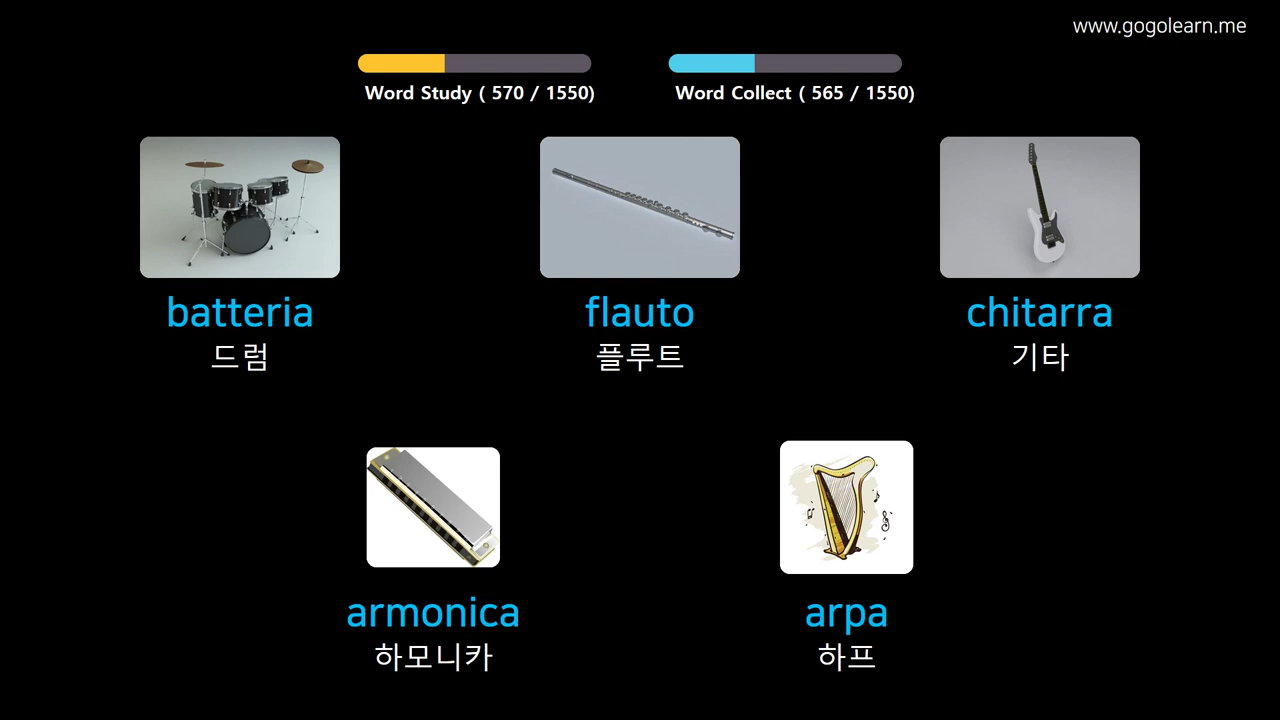 www.gogolearn.me
Word Study ( 570 / 1550)
Word Collect ( 565 / 1550)
batteria
드럼
flauto
플루트
chitarra
기타
armonica
하모니카
arpa
하프